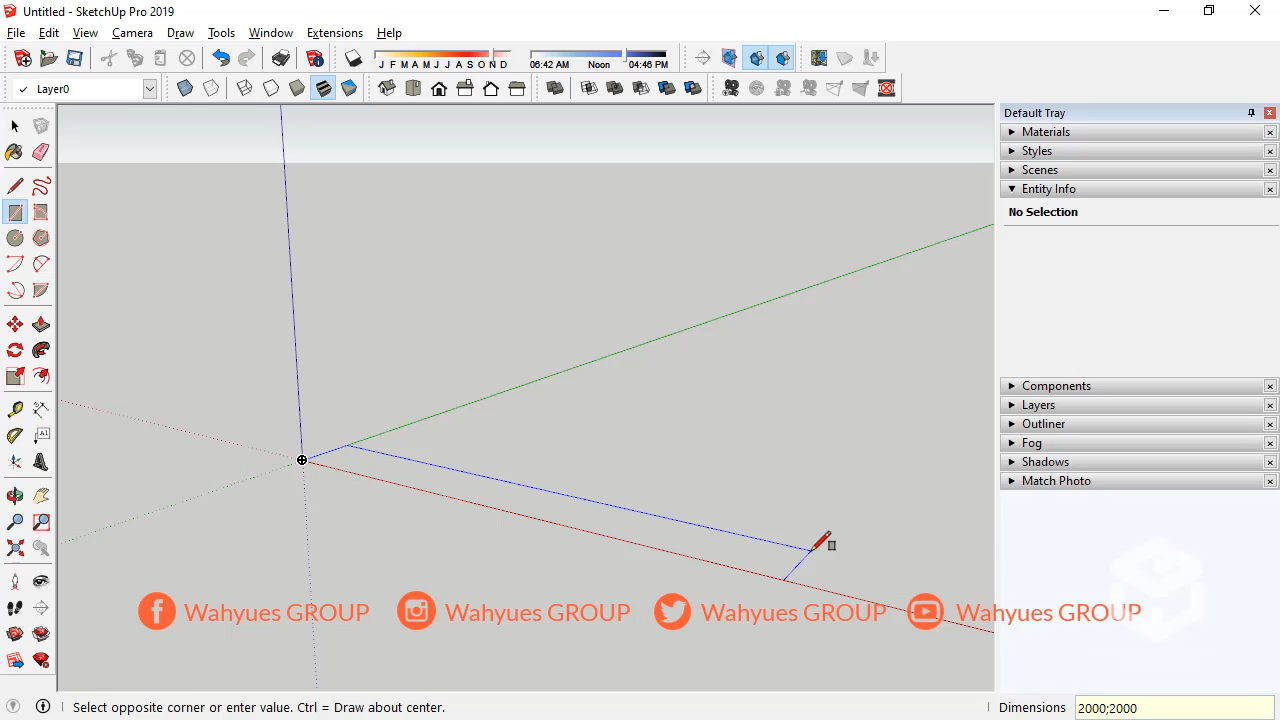 Untitled - SketchUp Pro 2019
File Edit View Camera Draw Tools Window Extensions Help
J F M A M J J A S O N D
06:42 AM Noon 04:46 PM
Layer0
Default Tray
Materials
Styles
Scenes
Entity Info
No Selection
Components
Layers
Outliner
Fog
Shadows
Match Photo
A1
Wahyues GROUP Wahyues GROUP Wahyues GROUP Wahyues GROUP
Select opposite corner or enter value. Ctrl = Draw about center.
Dimensions 2000;2000